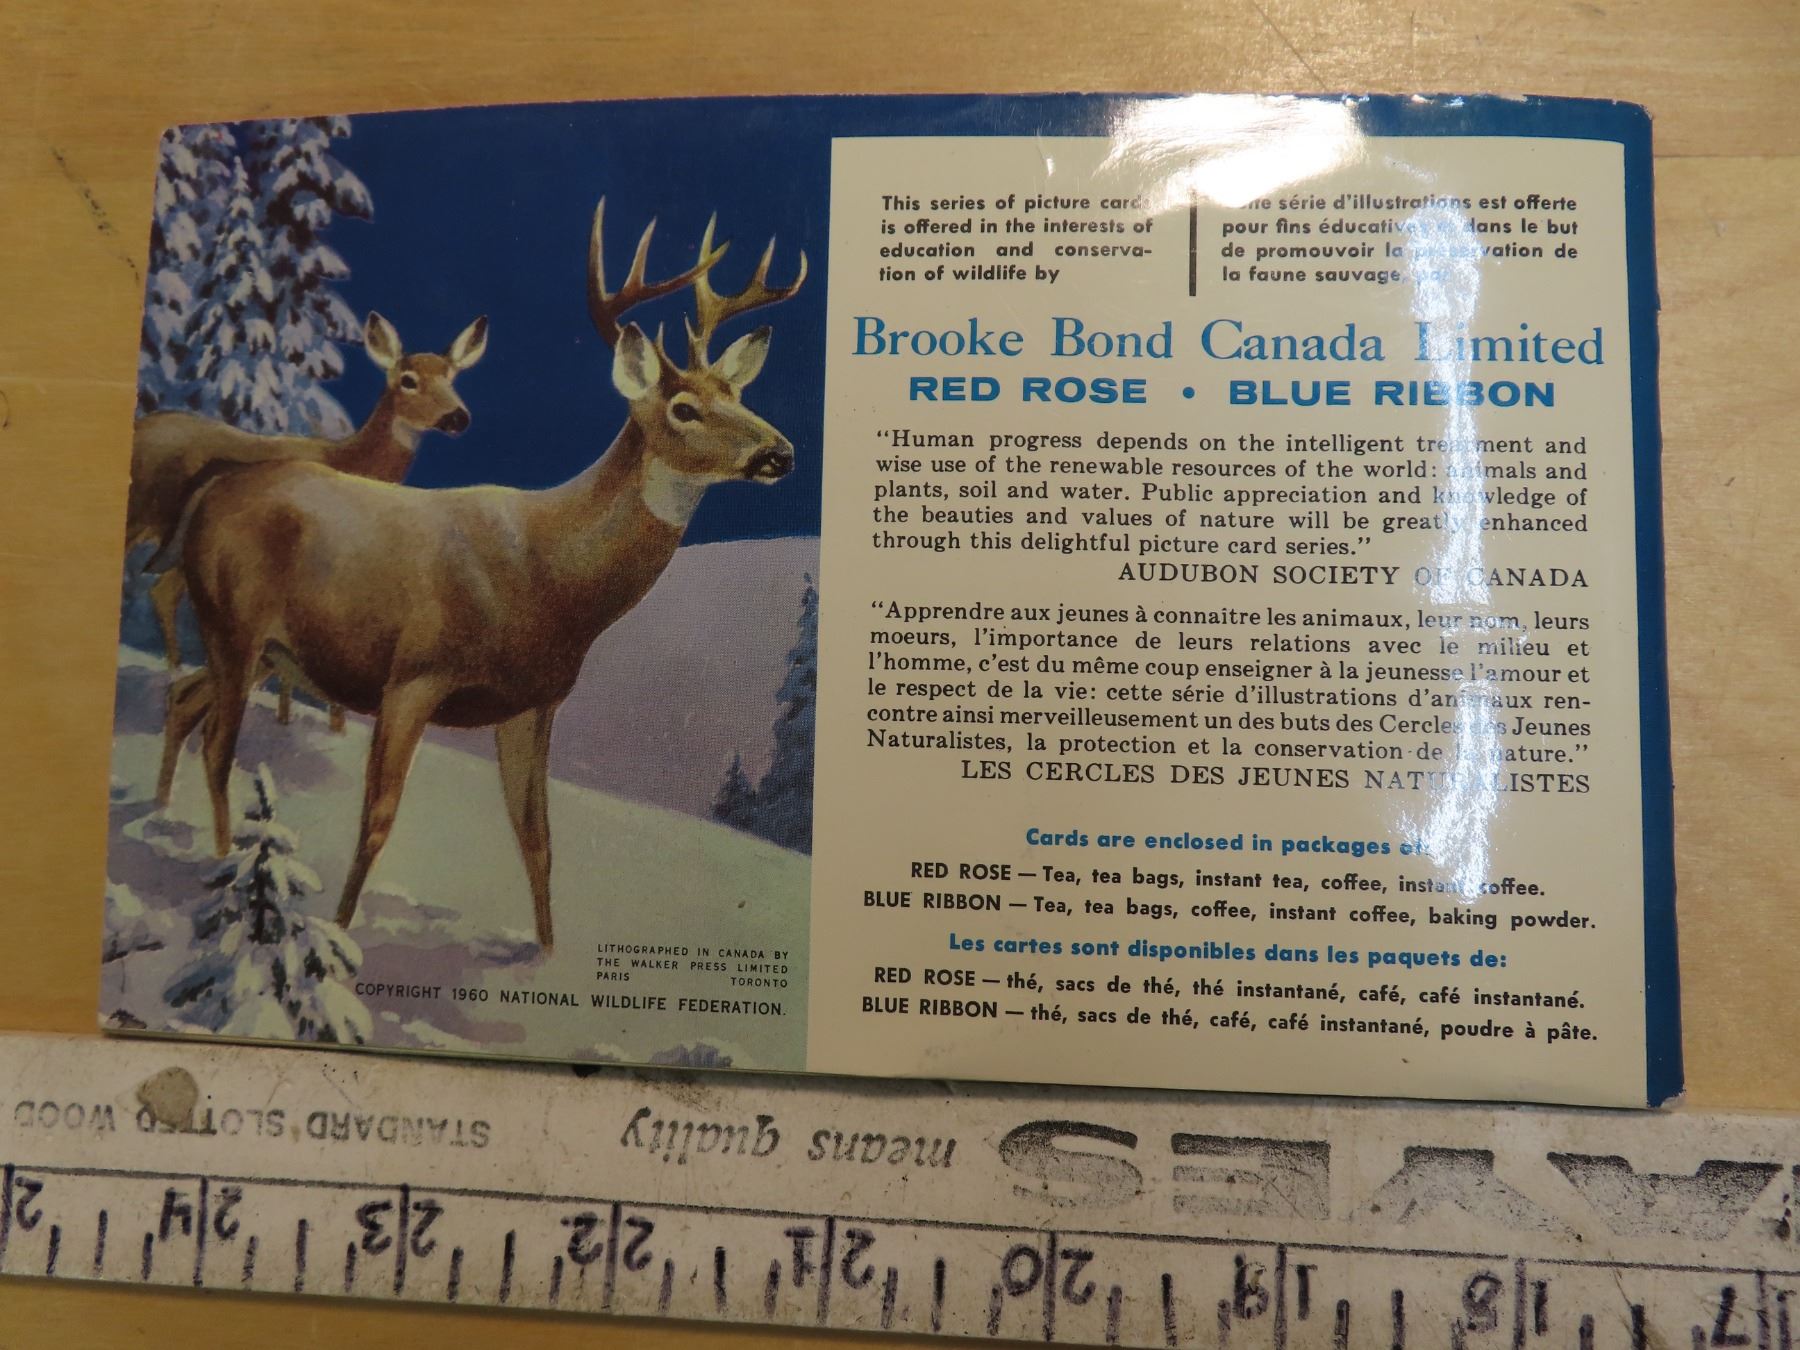 This series of picture cards
is offered in the interests of
education and conserva-
tion of wildlife by
série d'illustrations est offerte
pour fins éducatives et dans le but
de promouvoir la préservation de
la faune sauvage, par
Brooke Bond Canada Limited
RED ROSE • BLUE RIBBON
“Human progress depends on the intelligent treatment and
wise use of the renewable resources of the world: animals and
plants, soil and water. Public appreciation and knowledge of
the beauties and values of nature will be greatly enhanced
through this delightful picture card series.”
AUDUBON SOCIETY OF CANADA
“Apprendre aux jeunes à connaître les animaux, leur nom, leurs
moeurs, l'importance de leurs relations avec le milieu et
l'homme, c'est du même coup enseigner à la jeunesse l'amour et
le respect de la vie: cette série d'illustrations d'animaux ren-
contre ainsi merveilleusement un des buts des Cercles des Jeunes
Naturalistes, la protection et la conservation de la nature.”
LES CERCLES DES JEUNES NATURALISTES
Cards are enclosed in packages of:
RED ROSE — Tea, tea bags, instant tea, coffee, instant coffee.
BLUE RIBBON — Tea, tea bags, coffee, instant coffee, baking powder.
Les cartes sont disponibles dans les paquets de:
RED ROSE — thé, sacs de thé, thé instantané, café, café instantané.
BLUE RIBBON — thé, sacs de thé, café, café instantané, poudre à pâte.
LITHOGRAPHED IN CANADA BY
THE WALKER PRESS LIMITED
PARIS TORONTO
COPYRIGHT 1960 NATIONAL WILDLIFE FEDERATION.
means quality
STANDARD SLOTTED WOOD
17 18 19 20 21 22 23 24